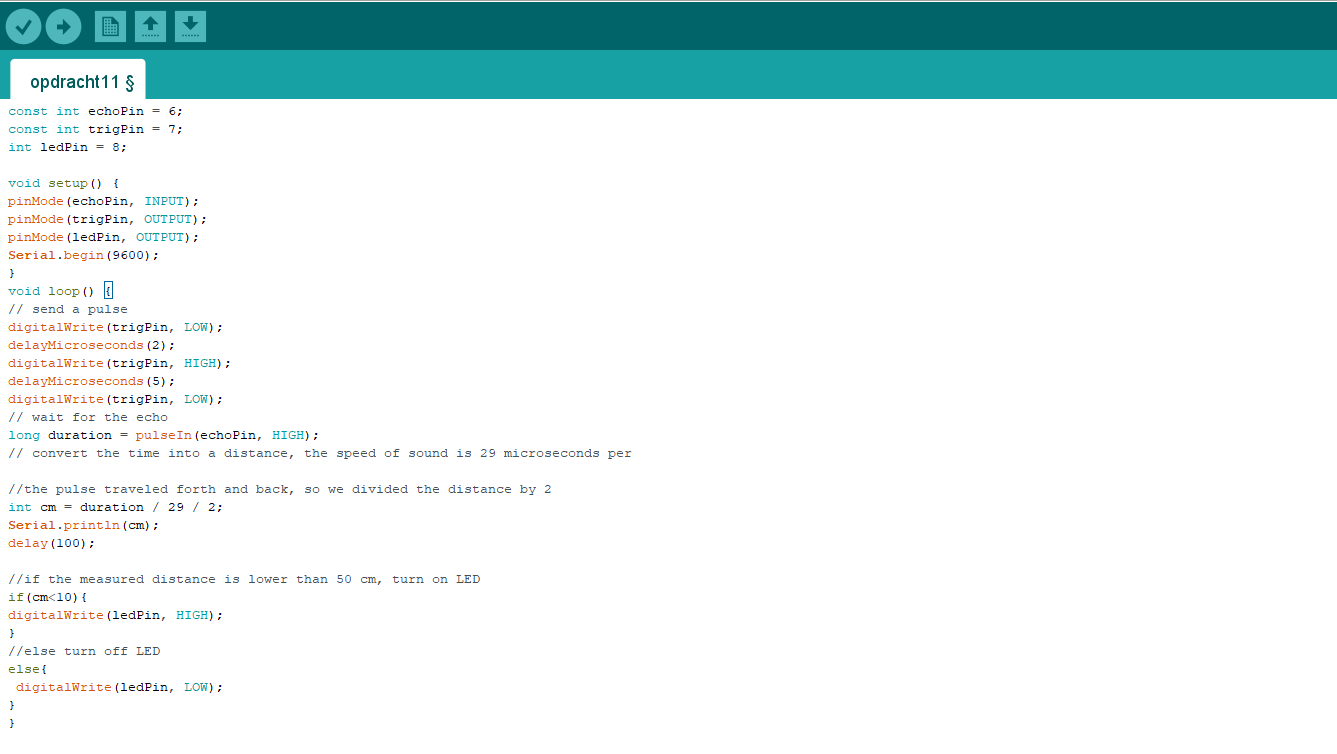 opdracht11 §
const int echoPin = 6;
const int trigPin = 7;
int ledPin = 8;
void setup() {
pinMode(echoPin, INPUT);
pinMode(trigPin, OUTPUT);
pinMode(ledPin, OUTPUT);
Serial.begin(9600);
}
void loop() {
// send a pulse
digitalWrite(trigPin, LOW);
delayMicroseconds(2);
digitalWrite(trigPin, HIGH);
delayMicroseconds(5);
digitalWrite(trigPin, LOW);
// wait for the echo
long duration = pulseIn(echoPin, HIGH);
// convert the time into a distance, the speed of sound is 29 microseconds per
//the pulse traveled forth and back, so we divided the distance by 2
int cm = duration / 29 / 2;
Serial.println(cm);
delay(100);
//if the measured distance is lower than 50 cm, turn on LED
if(cm<10){
digitalWrite(ledPin, HIGH);
}
//else turn off LED
else{
 digitalWrite(ledPin, LOW);
}
}